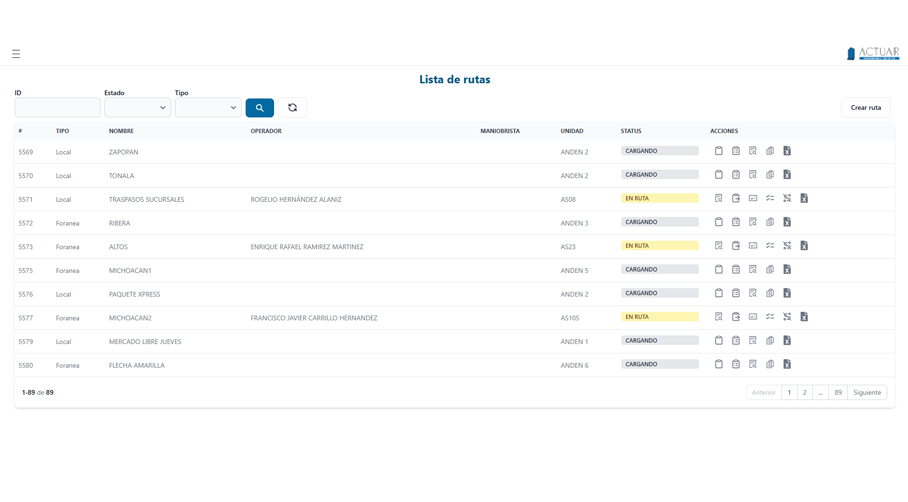 ACTUAR
Lista de rutas
ID Estado Tipo
Crear ruta
# TIPO NOMBRE OPERADOR MANIOBRISTA UNIDAD STATUS ACCIONES
5569 Local ZAPOPAN ANDEN 2 CARGANDO
5570 Local TONALA ANDEN 2 CARGANDO
5571 Local TRASPASOS SUCURSALES ROGELIO HERNÁNDEZ ALANIZ AS08 EN RUTA
5572 Foranea RIBERA ANDEN 3 CARGANDO
5573 Foranea ALTOS ENRIQUE RAFAEL RAMIREZ MARTINEZ AS23 EN RUTA
5575 Foranea MICHOACAN1 ANDEN 5 CARGANDO
5576 Local PAQUETE XPRESS ANDEN 2 CARGANDO
5577 Foranea MICHOACAN2 FRANCISCO JAVIER CARRILLO HERNANDEZ AS105 EN RUTA
5579 Local MERCADO LIBRE JUEVES ANDEN 1 CARGANDO
5580 Foranea FLECHA AMARILLA ANDEN 6 CARGANDO
1-89 de 89 Anterior 1 2 ... 89 Siguiente